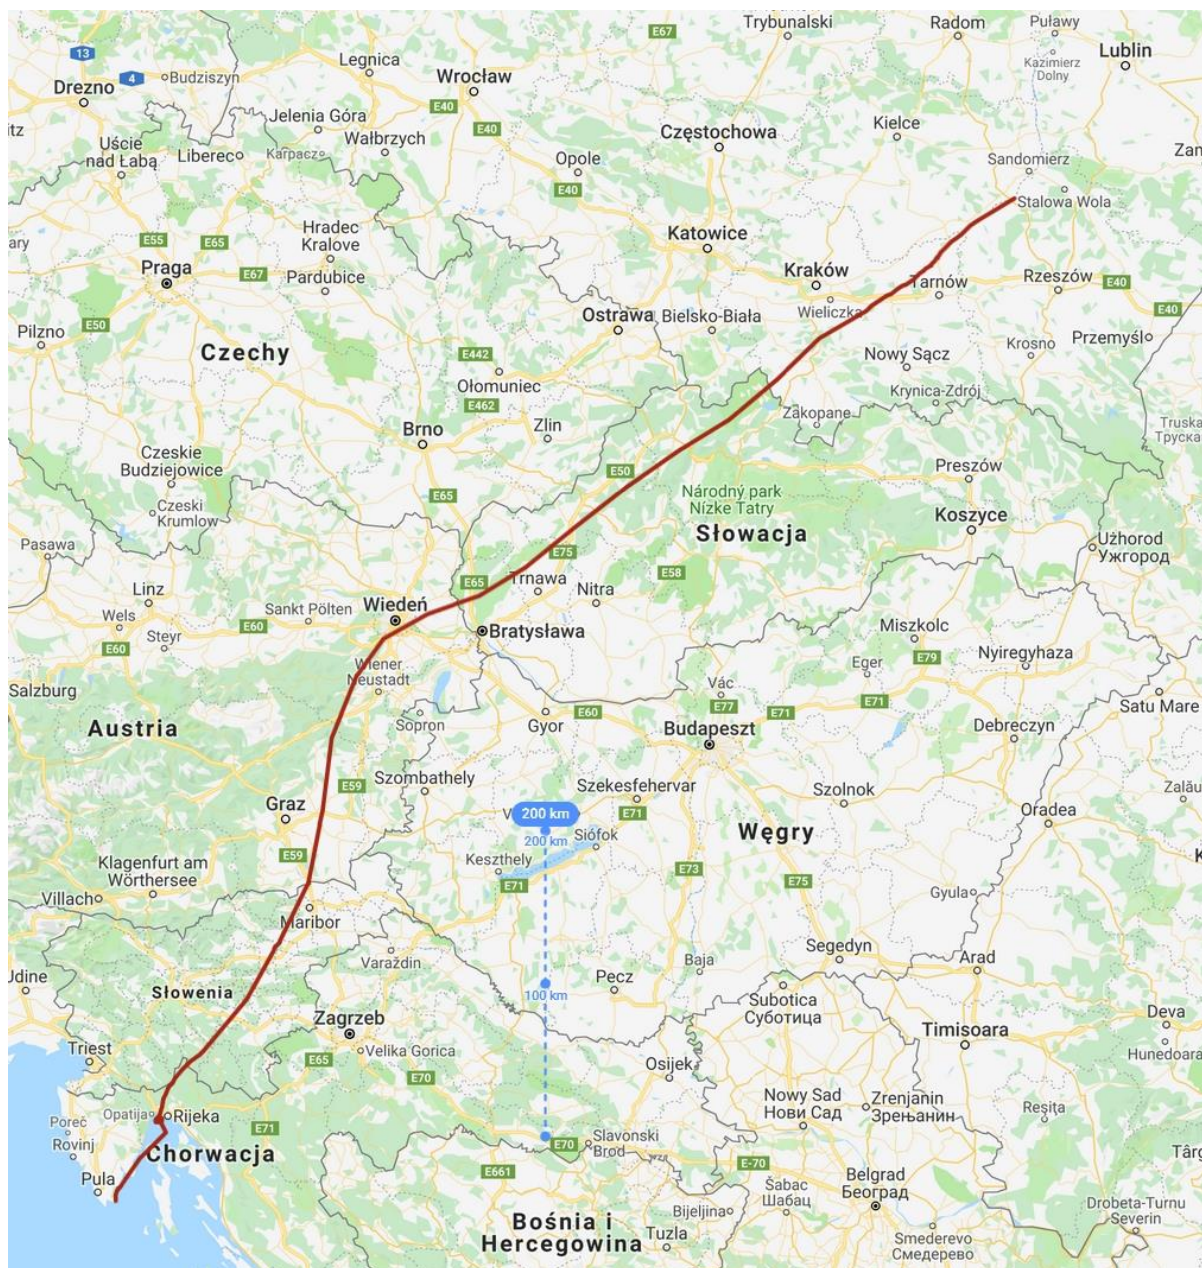 Trybunalski
Radom
Puławy
E67
13
Legnica
Kazimierz
Dolny
Lublin
4
Budziszyn
Wrocław
Drezno
E40
Jelenia Góra
Częstochowa
Kielce
itz
Uście
nad Łabą
Liberec
Karpacz
Wałbrzych
E40
Opole
Sandomierz
Zan
E40
Stalowa Wola
Hradec
Kralove
Katowice
ary
E55
E65
Praga
E67
Pardubice
Kraków
Rzeszów
E40
Tarnów
Wieliczka
E50
Ostrawa
Bielsko-Biała
E40
Pilzno
Czechy
E442
Nowy Sącz
Krosno
Przemyśl
Ołomuniec
E462
Krynica-Zdrój
Zakopane
Brno
Zlin
Truska
Труска
Czeskie
Budziejowice
E50
Preszów
E65
Národný park
Nízke Tatry
Czeski
Krumlow
Słowacja
Koszyce
Pasawa
E75
Użhorod
Ужгород
E65
Trnawa
E58
Linz
Wels
Sankt Pölten
Wiedeń
Nitra
E60
Steyr
Bratysława
E60
Miszkolc
Wiener
Neustadt
Eger
E79
Nyiregyhaza
Salzburg
Vác
Austria
Sopron
Gyor
E60
E77
E71
E71
Satu Mare
Budapeszt
Debreczyn
Szombathely
E59
Szekesfehervar
Szolnok
Zalău
Graz
V
200 km
E71
Oradea
200 km
Siófok
Węgry
E59
Klagenfurt am
Wörthersee
Keszthely
E71
E73
E75
K
Villach
Gyula
Maribor
Segedyn
Varaždin
Baja
Arad
Udine
Pecz
Słowenia
100 km
Subotica
Суботица
Deva
Zagrzeb
Timisoara
Triest
E65
Velika Gorica
Hunedoara
E70
Osijek
Nowy Sad
Нови Сад
Zrenjanin
Зрењанин
Reșița
Poreč
Opatija
Rijeka
E71
Rovinj
Chorwacja
E70
Slavonski
Brod
Târg
E-70
Belgrad
Београд
Pula
E661
Šabac
Шабац
Bijeljina
Drobeta-Turnu
Severin
Bośnia i
Hercegowina
Tuzla
Smederevo
Смедерево